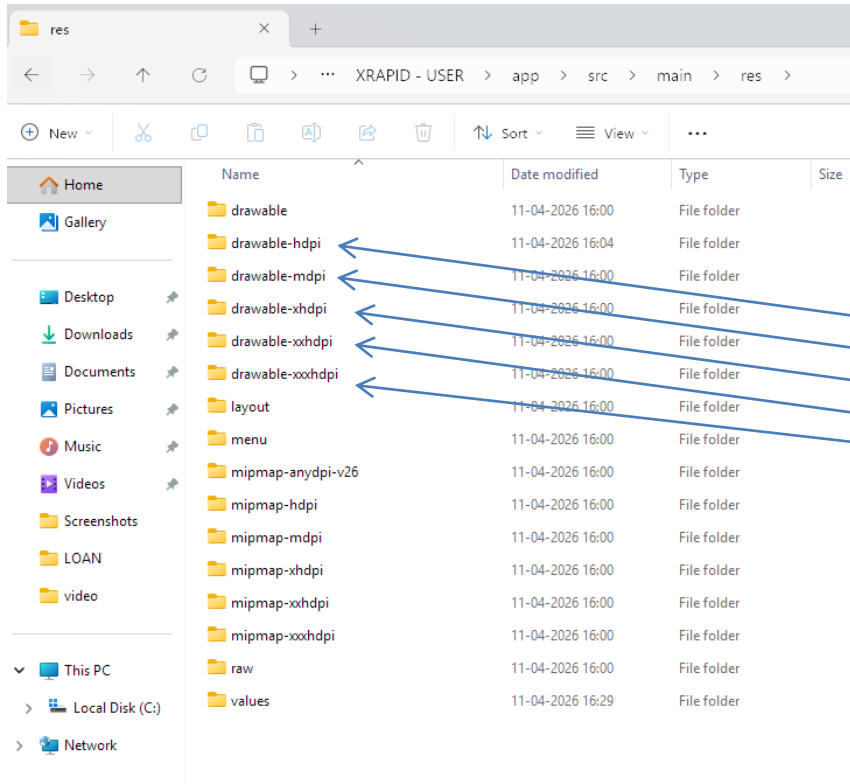 res
XRAPID - USER > app > src > main > res >
New Sort View
Name Date modified Type Size
Home
Gallery
Desktop
Downloads
Documents
Pictures
Music
Videos
Screenshots
LOAN
video
This PC
Local Disk (C:)
Network
drawable 11-04-2026 16:00 File folder
drawable-hdpi 11-04-2026 16:04 File folder
drawable-mdpi 11-04-2026 16:00 File folder
drawable-xhdpi 11-04-2026 16:00 File folder
drawable-xxhdpi 11-04-2026 16:00 File folder
drawable-xxxhdpi 11-04-2026 16:00 File folder
layout 11-04-2026 16:00 File folder
menu 11-04-2026 16:00 File folder
mipmap-anydpi-v26 11-04-2026 16:00 File folder
mipmap-hdpi 11-04-2026 16:00 File folder
mipmap-mdpi 11-04-2026 16:00 File folder
mipmap-xhdpi 11-04-2026 16:00 File folder
mipmap-xxhdpi 11-04-2026 16:00 File folder
mipmap-xxxhdpi 11-04-2026 16:00 File folder
raw 11-04-2026 16:00 File folder
values 11-04-2026 16:29 File folder